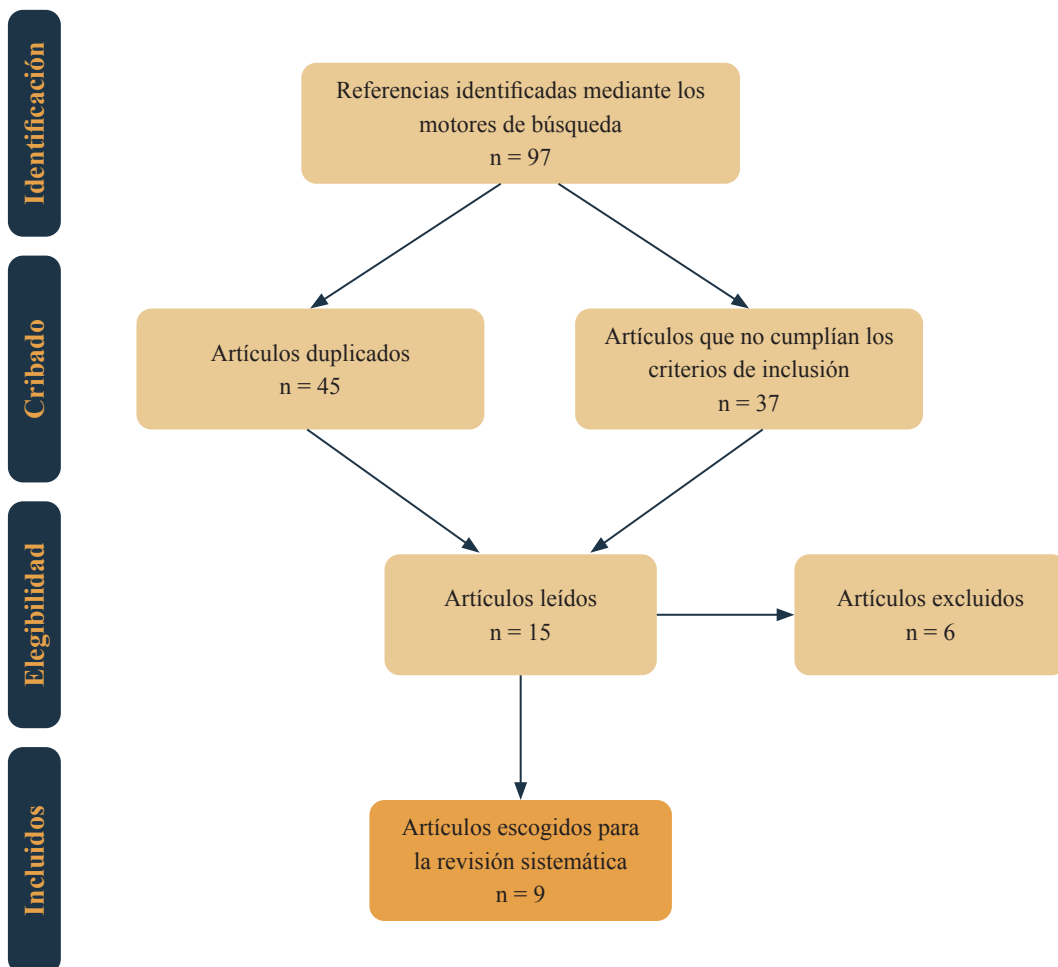 Identificación
Referencias identificadas mediante los
motores de búsqueda
n = 97
Cribado
Artículos duplicados
n = 45
Artículos que no cumplían los
criterios de inclusión
n = 37
Elegibilidad
Artículos leídos
n = 15
Artículos excluidos
n = 6
Incluidos
Artículos escogidos para
la revisión sistemática
n = 9